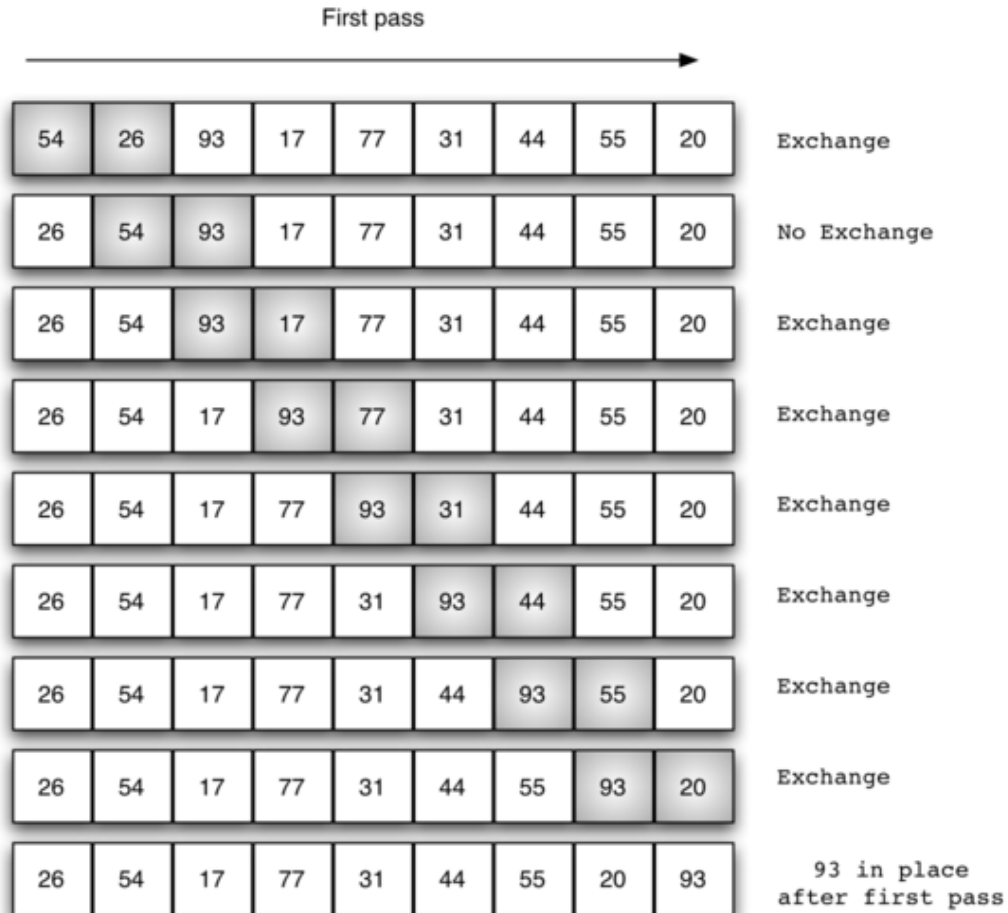 First pass
54 26 93 17 77 31 44 55 20 Exchange
26 54 93 17 77 31 44 55 20 No Exchange
26 54 93 17 77 31 44 55 20 Exchange
26 54 17 93 77 31 44 55 20 Exchange
26 54 17 77 93 31 44 55 20 Exchange
26 54 17 77 31 93 44 55 20 Exchange
26 54 17 77 31 44 93 55 20 Exchange
26 54 17 77 31 44 55 93 20 Exchange
26 54 17 77 31 44 55 20 93 93 in place
after first pass